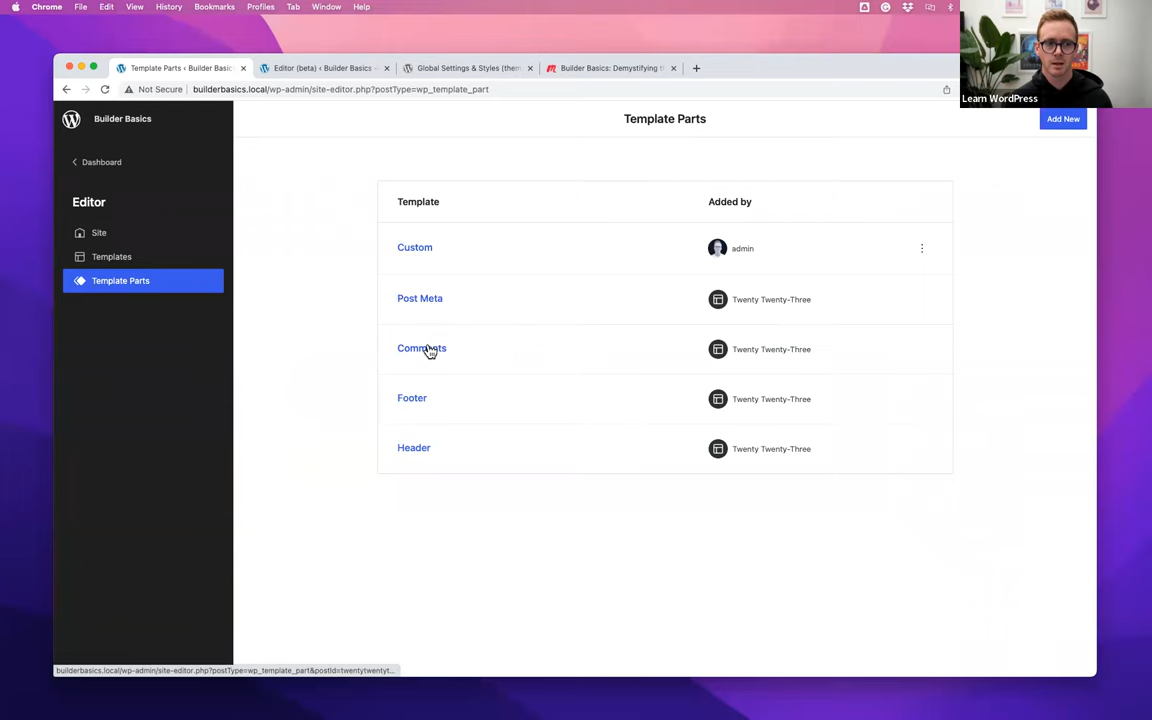 Chrome File Edit View History Bookmarks Profiles Tab Window Help
Template Parts ‹ Builder Basic
Editor (beta) ‹ Builder Basics
Global Settings & Styles (them
Builder Basics: Demystifying th
Not Secure builderbasics.local/wp-admin/site-editor.php?postType=wp_template_part
Learn WordPress
Builder Basics
Template Parts
Add New
Dashboard
Editor
Site
Templates
Template Parts
Template Added by
Custom admin
Post Meta Twenty Twenty-Three
Comments Twenty Twenty-Three
Footer Twenty Twenty-Three
Header Twenty Twenty-Three
builderbasics.local/wp-admin/site-editor.php?postType=wp_template_part&postId=twentytwentyt...